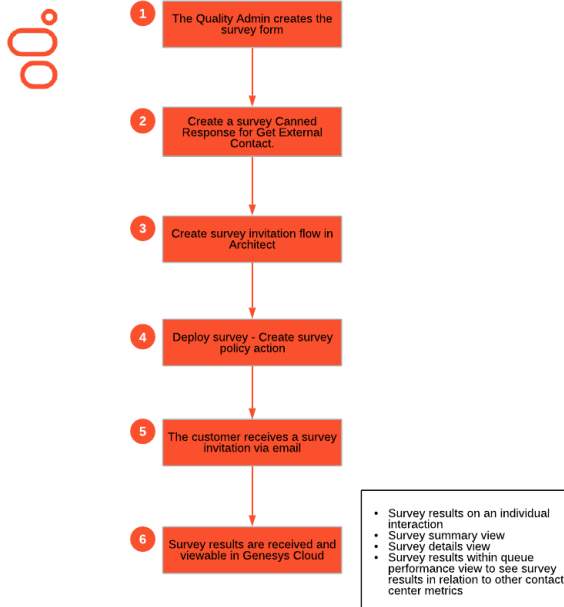 1
The Quality Admin creates the
survey form
2
Create a survey Canned
Response for Get External
Contact.
3
Create survey invitation flow in
Architect
4
Deploy survey - Create survey
policy action
5
The customer receives a survey
invitation via email
6
Survey results are received and
viewable in Genesys Cloud
• Survey results on an individual
interaction
• Survey summary view
• Survey details view
• Survey results within queue
performance view to see survey
results in relation to other contact
center metrics